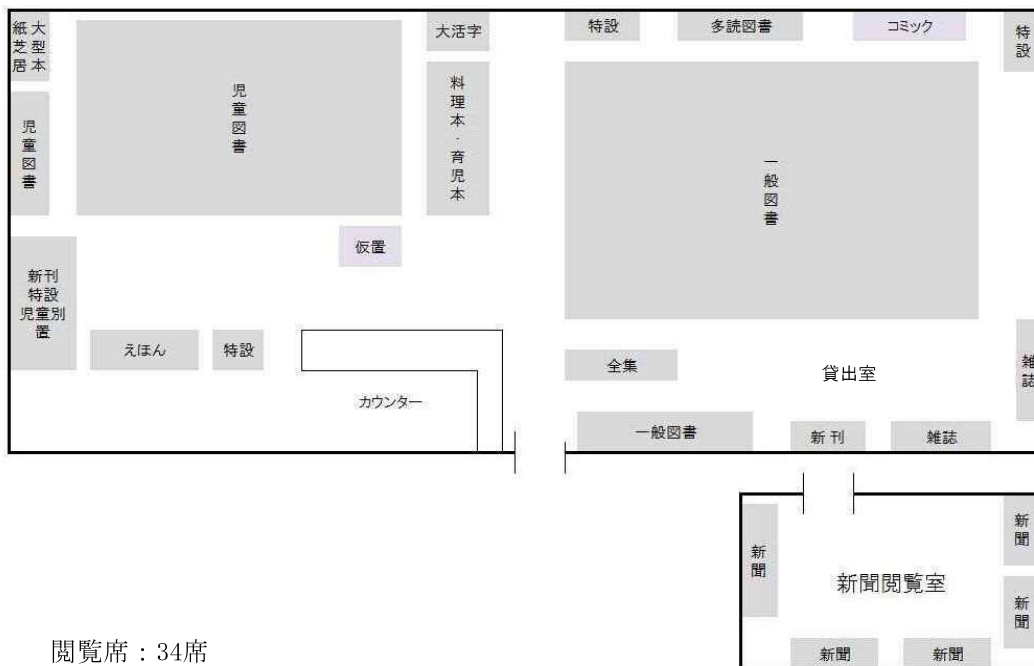 紙芝居
大型本
大活字
特設
多読図書
コミック
特設
児童図書
料理本・育児本
児童図書
一般図書
仮置
新刊
特設
児童別
置
えほん
特設
カウンター
全集
貸出室
雑誌
一般図書
新刊
雑誌
新聞
新聞
新聞閲覧室
新聞
新聞
新聞
閲覧席：34席